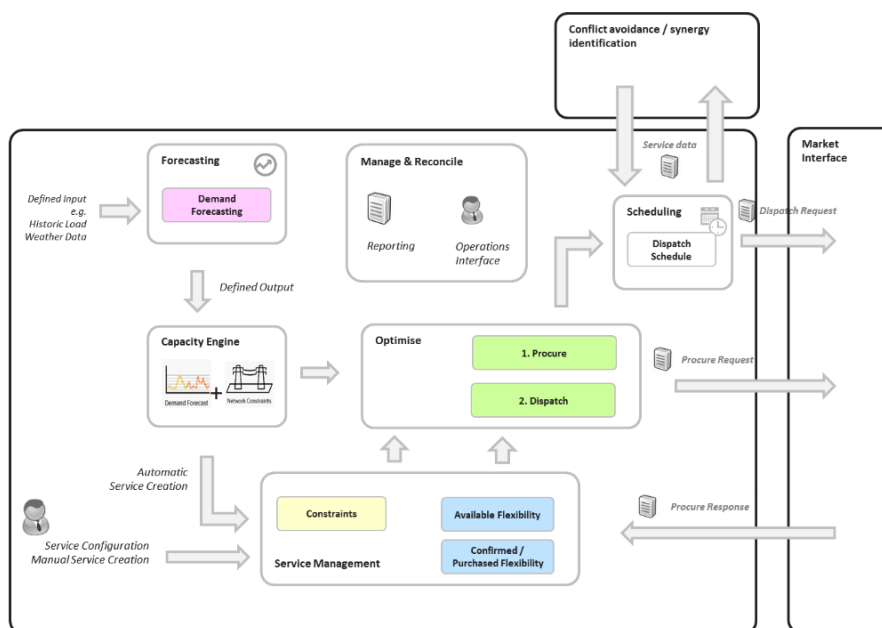 Conflict avoidance / synergy
identification
Service data
Market
Interface
Forecasting
Demand
Forecasting
Defined Input
e.g.
Historic Load
Weather Data
Manage & Reconcile
Reporting
Operations
Interface
Scheduling
Dispatch
Schedule
Dispatch Request
Defined Output
Capacity Engine
Demand Forecast
+
Network Constraints
Optimise
1. Procure
2. Dispatch
Procure Request
Automatic
Service Creation
Service Configuration
Manual Service Creation
Constraints
Available Flexibility
Confirmed /
Purchased Flexibility
Service Management
Procure Response